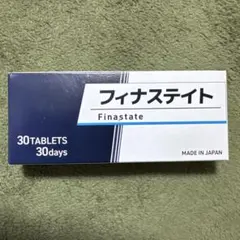 フィナステイト
Finastate
30TABLETS
30days
MADE IN JAPAN